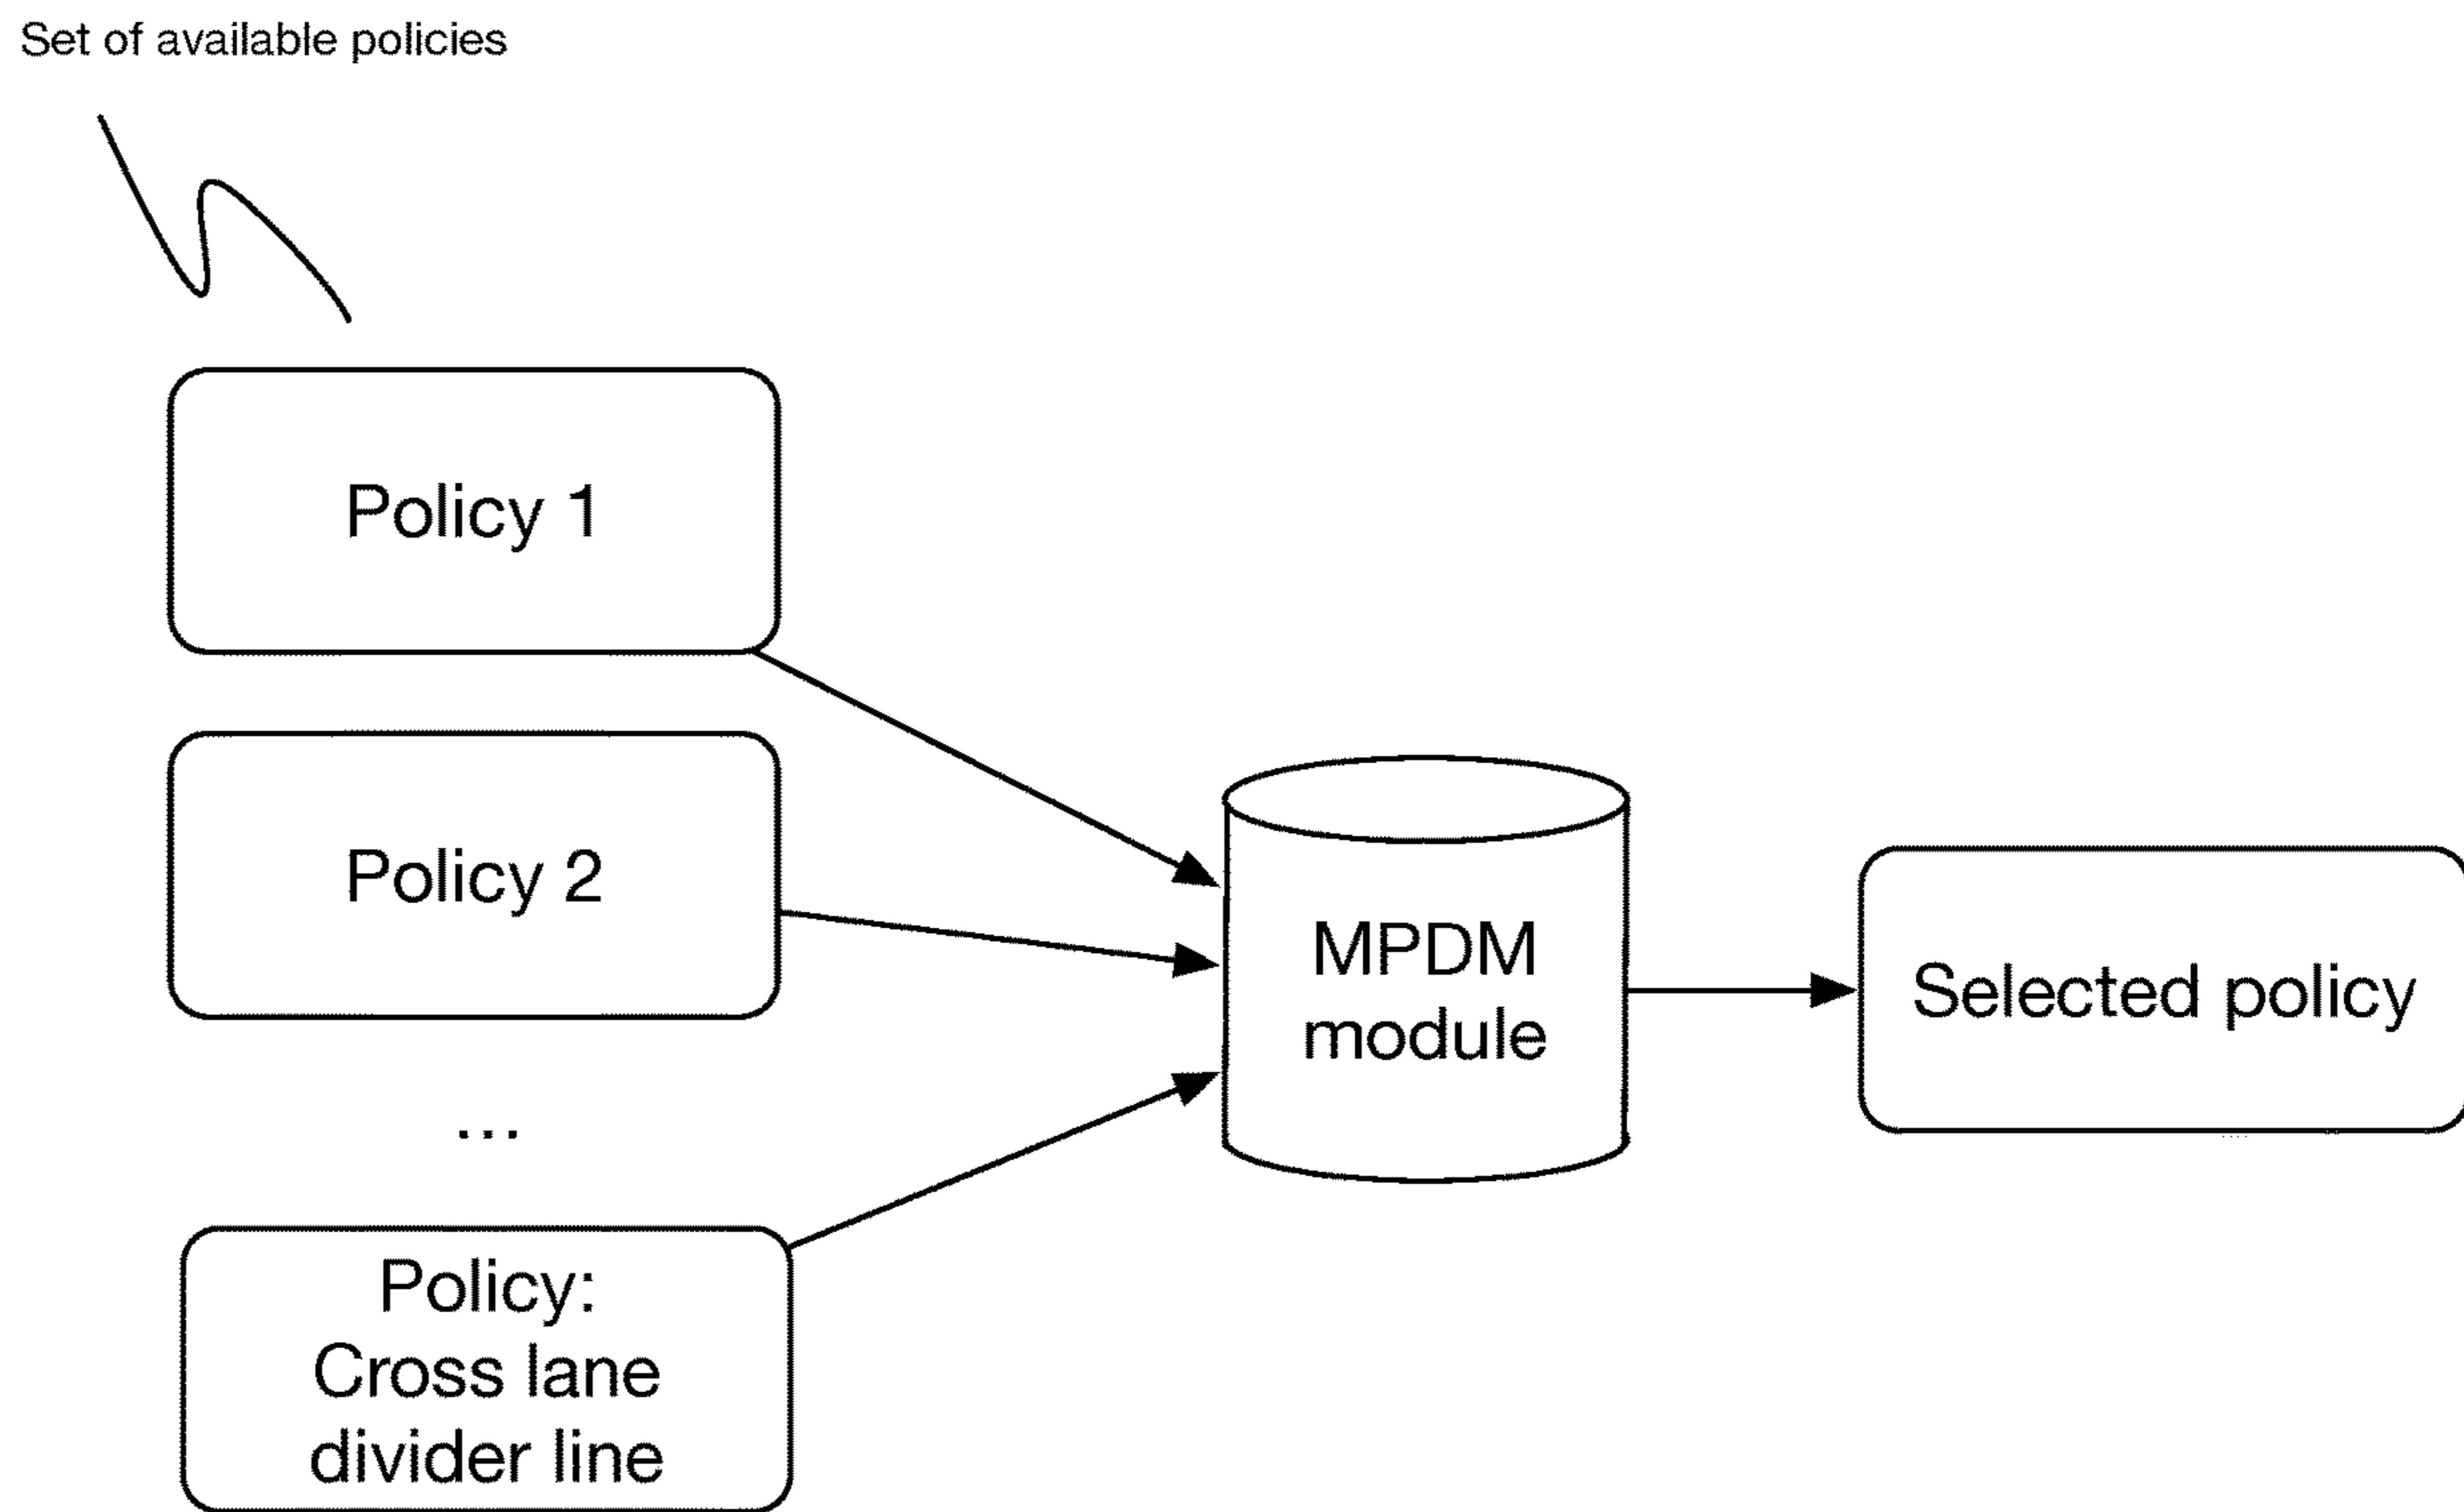 Set of available policies
Policy 1
Policy 2
...
Policy:
Cross lane
divider line
MPDM
module
Selected policy